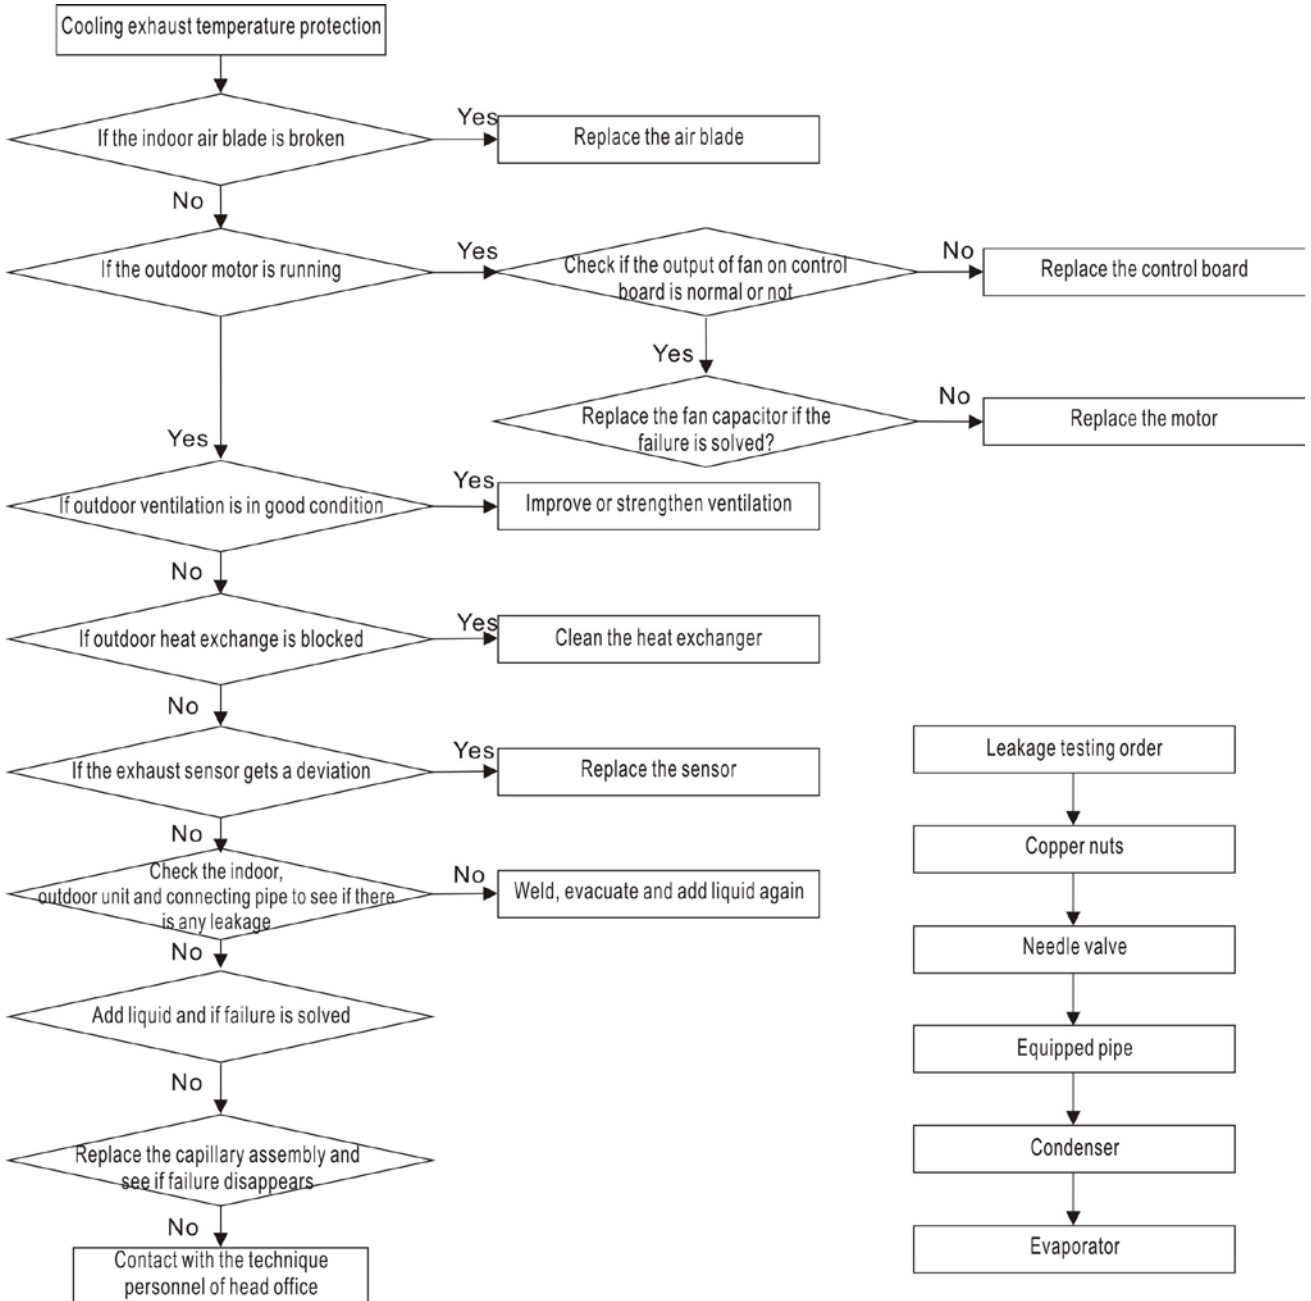 Cooling exhaust temperature protection
If the indoor air blade is broken
Yes
Replace the air blade
No
If the outdoor motor is running
Yes
Check if the output of fan on control
board is normal or not
No
Replace the control board
Yes
Replace the fan capacitor if the
failure is solved?
No
Replace the motor
Yes
If outdoor ventilation is in good condition
Yes
Improve or strengthen ventilation
No
If outdoor heat exchange is blocked
Yes
Clean the heat exchanger
No
If the exhaust sensor gets a deviation
Yes
Replace the sensor
No
Check the indoor,
outdoor unit and connecting pipe to see if there
is any leakage
No
Weld, evacuate and add liquid again
No
Add liquid and if failure is solved
No
Replace the capillary assembly and
see if failure disappears
No
Contact with the technique
personnel of head office
Leakage testing order
Copper nuts
Needle valve
Equipped pipe
Condenser
Evaporator